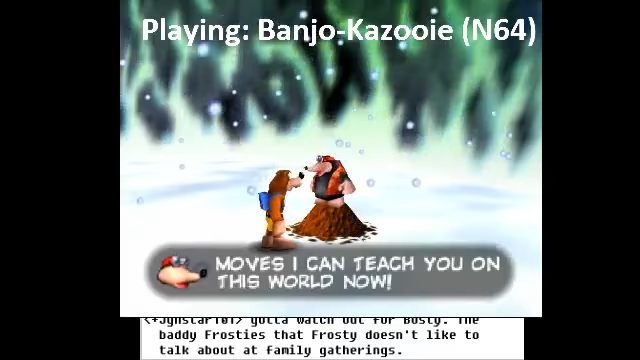 Playing: Banjo-Kazooie (N64)
MOVES I CAN TEACH YOU ON
THIS WORLD NOW!
gotta watch out for Bosty. The
baddy Frosties that Frosty doesn't like to
talk about at family gatherings.